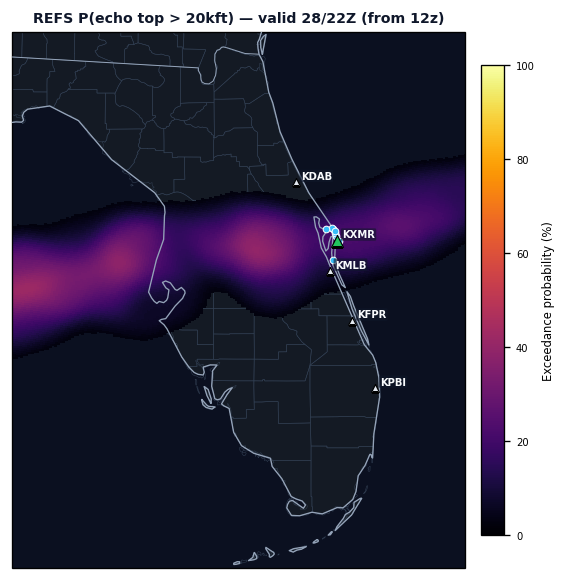 REFS P(echo top > 20kft) — valid 28/22Z (from 12z)
KDAB
KXMR
KMLB
KFPR
KPBI
100
80
60
40
20
0
Exceedance probability (%)